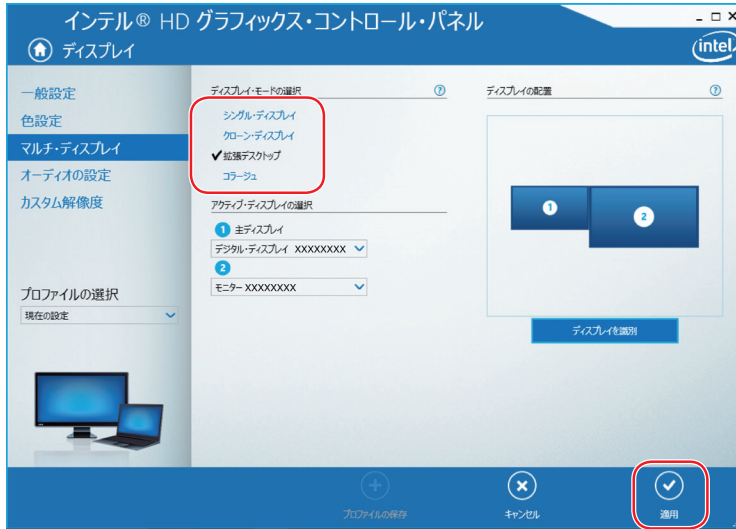 インテル® HD グラフィックス・コントロール・パネル
ディスプレイ
intel
一般設定
色設定
マルチ・ディスプレイ
オーディオの設定
カスタム解像度
プロファイルの選択
現在の設定
ディスプレイ・モードの選択
?
シングル・ディスプレイ
クローン・ディスプレイ
✔拡張デスクトップ
コラージュ
アクティブ・ディスプレイの選択
1 主ディスプレイ
デジタル・ディスプレイ XXXXXXXX
2
モニター XXXXXXXX
ディスプレイの配置
?
1
2
ディスプレイを識別
プロファイルの保存
キャンセル
適用